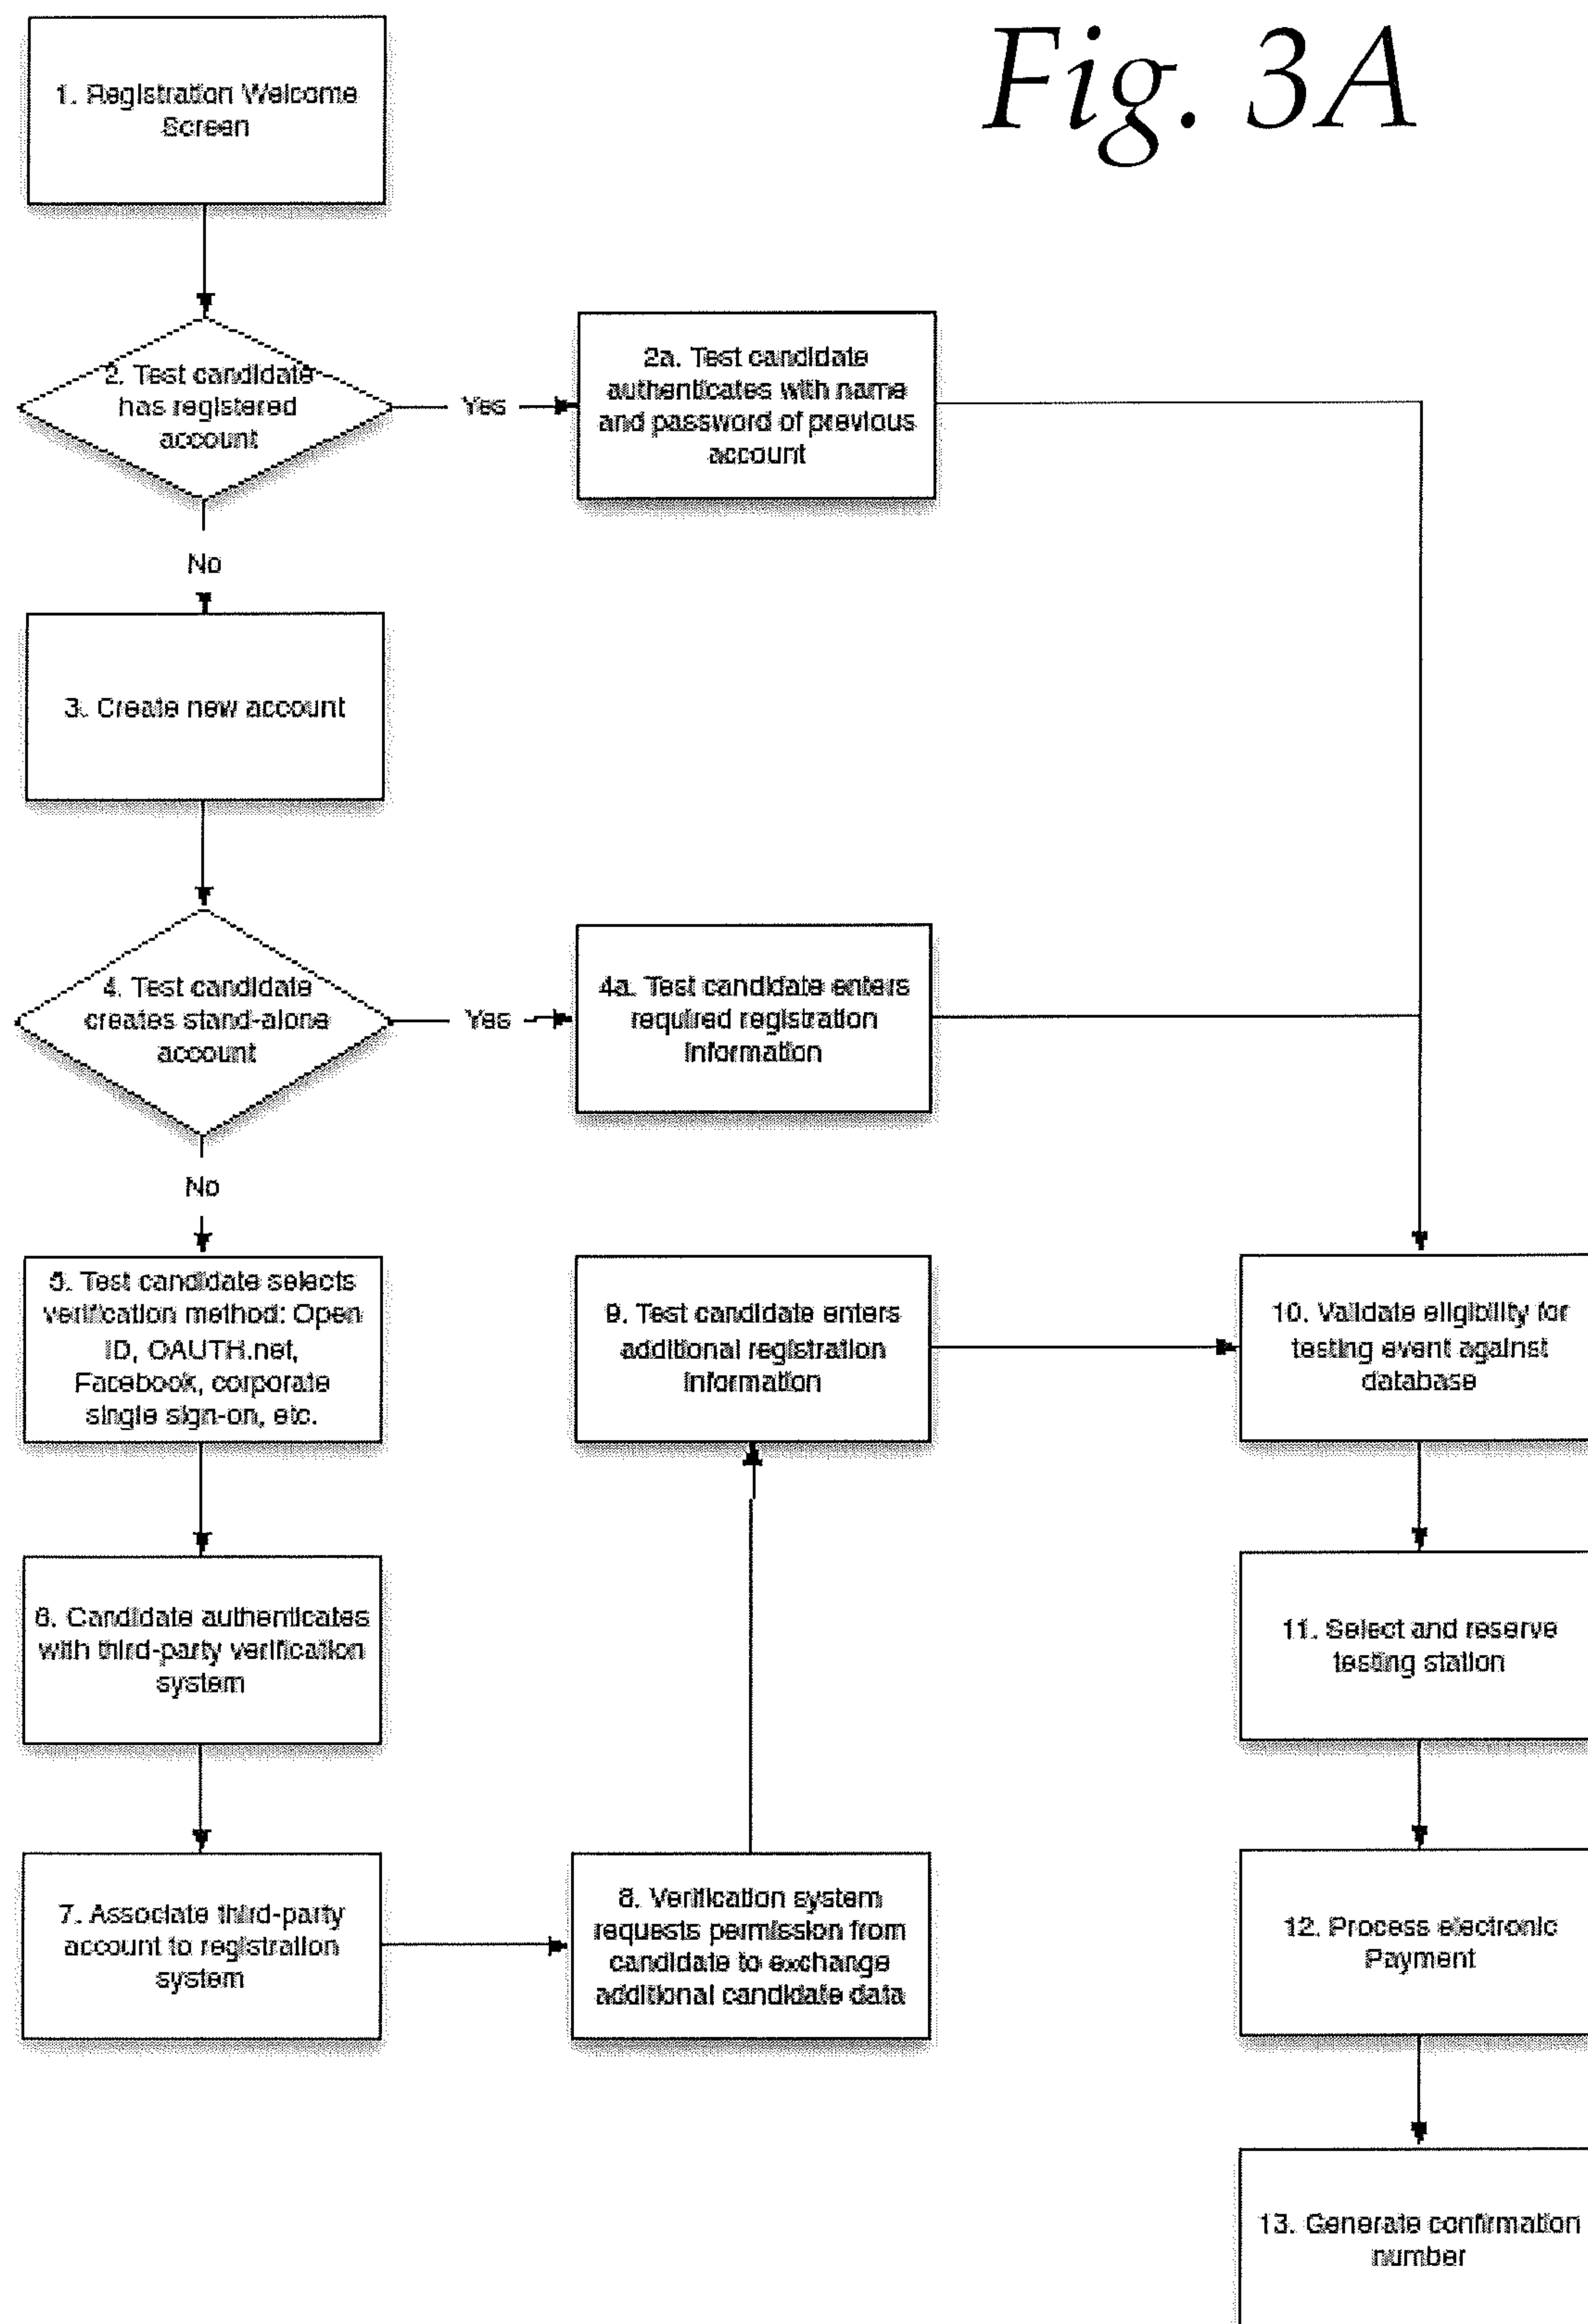 Fig. 3A
1. Registration Welcome
Screen
2. Test candidate
has registered
account
Yes
2a. Test candidate
authenticates with name
and password of previous
account
No
3. Create new account
4. Test candidate
creates stand-alone
account
Yes
4a. Test candidate enters
required registration
information
No
5. Test candidate selects
verification method: Open
ID, OAUTH.net,
Facebook, corporate
single sign-on, etc.
9. Test candidate enters
additional registration
information
10. Validate eligibility for
testing event against
database
6. Candidate authenticates
with third-party verification
system
11. Select and reserve
testing station
7. Associate third-party
account to registration
system
8. Verification system
requests permission from
candidate to exchange
additional candidate data
12. Process electronic
Payment
13. Generate confirmation
number